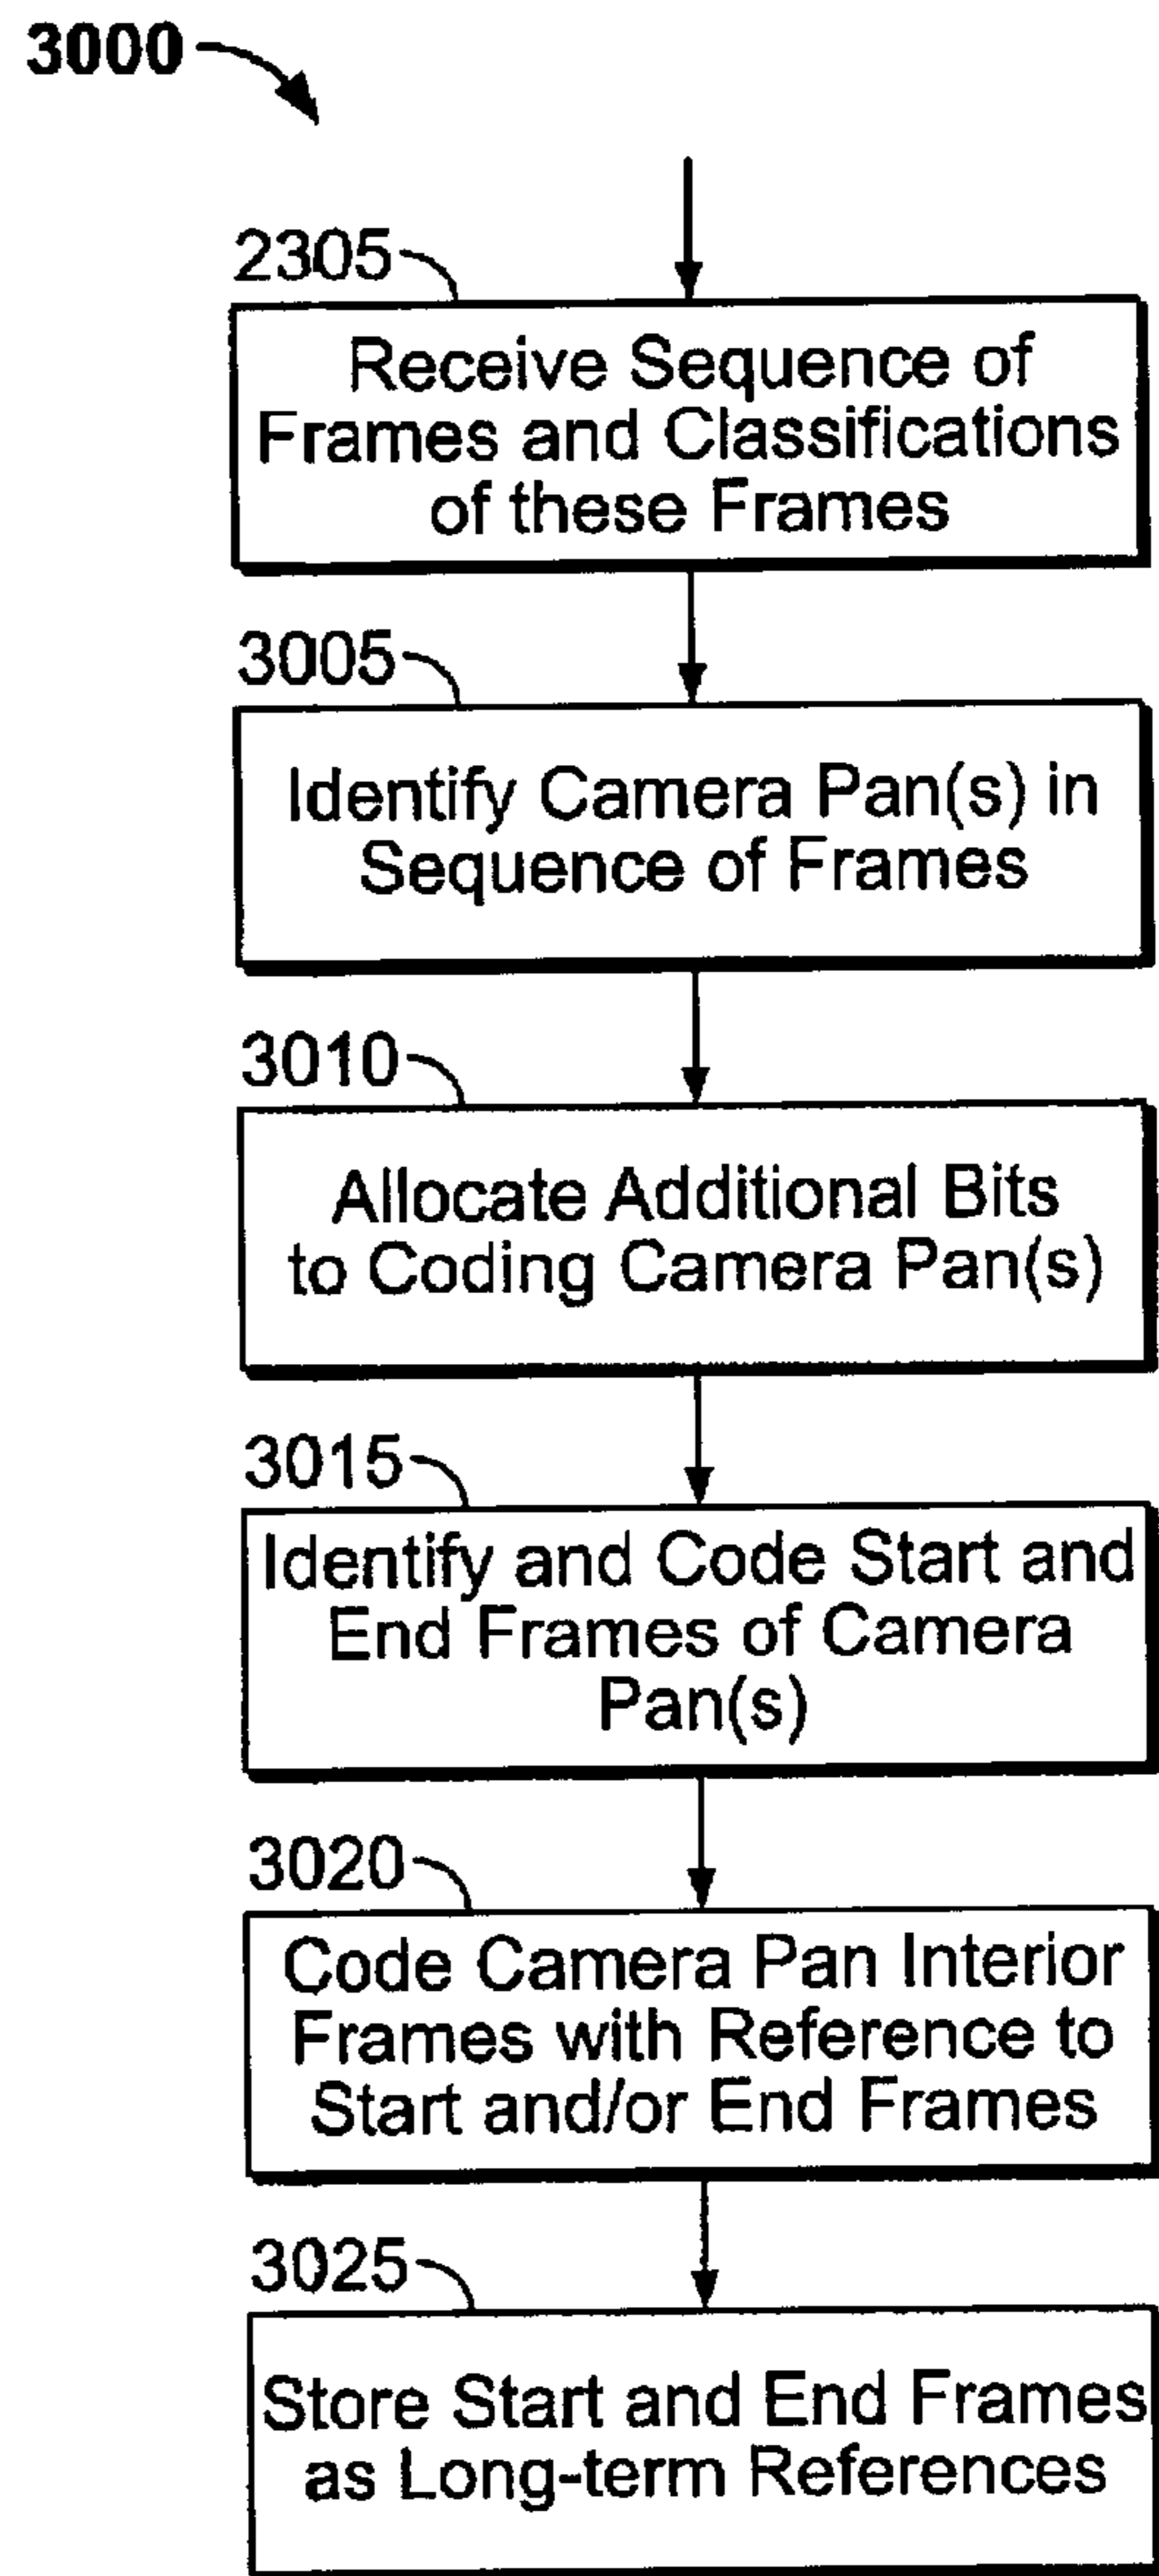 3000
2305
Receive Sequence of
Frames and Classifications
of these Frames
3005
Identify Camera Pan(s) in
Sequence of Frames
3010
Allocate Additional Bits
to Coding Camera Pan(s)
3015
Identify and Code Start and
End Frames of Camera
Pan(s)
3020
Code Camera Pan Interior
Frames with Reference to
Start and/or End Frames
3025
Store Start and End Frames
as Long-term References